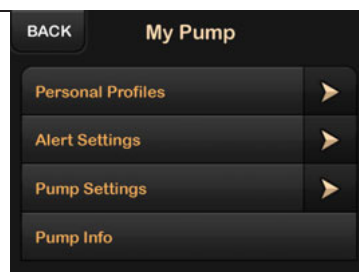 BACK
My Pump
Personal Profiles
Alert Settings
Pump Settings
Pump Info